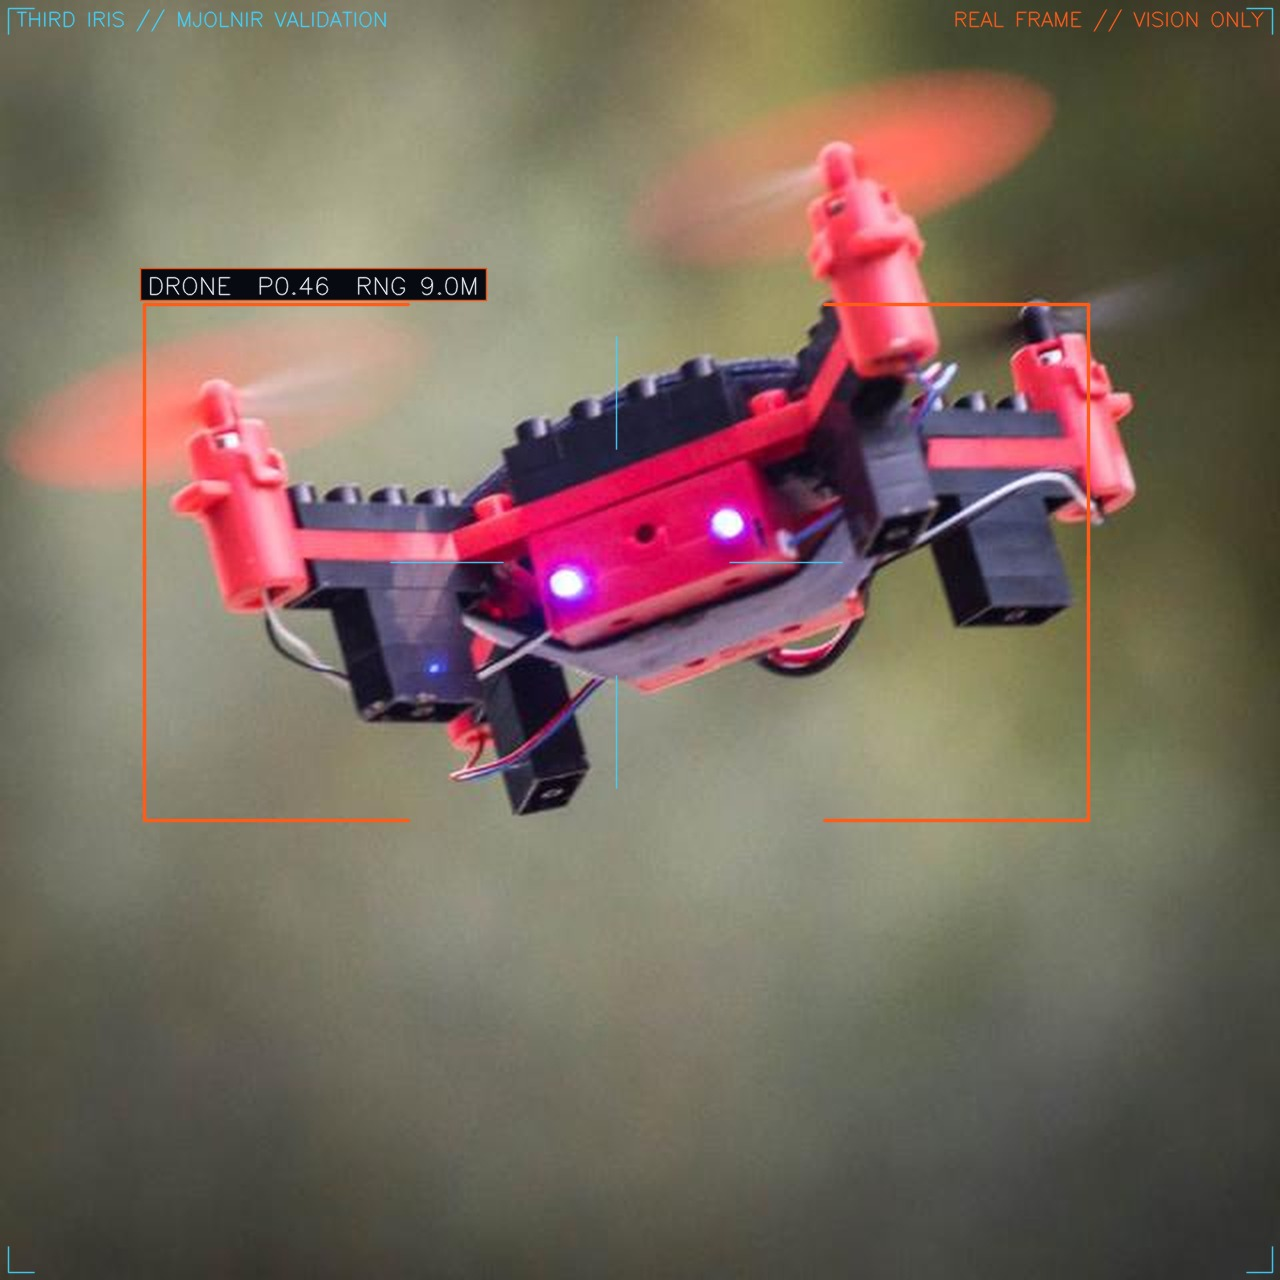 THIRD IRIS // MJOLNIR VALIDATION
REAL FRAME // VISION ONLY
DRONE P0.46 RNG 9.0M